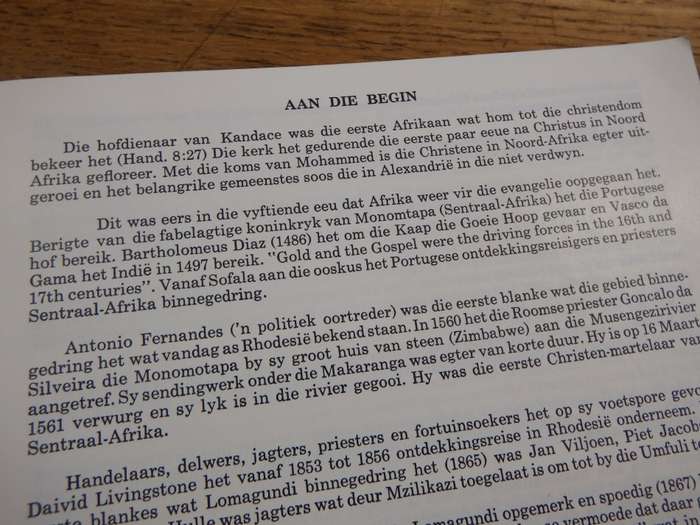 AAN DIE BEGIN
Die hofdienaar van Kandace was die eerste Afrikaan wat hom tot die christendom
bekeer het (Hand. 8:27) Die kerk het gedurende die eerste paar eeue na Christus in Noord
Afrika gefloreer. Met die koms van Mohammed is die Christene in Noord-Afrika egter uit-
geroei en het belangrike gemeenstes soos die in Alexandrië in die niet verdwyn.
Dit was eers in die vyftiende eeu dat Afrika weer vir die evangelie oopgegaan het.
Berigte van die fabelagtige koninkryk van Monomtapa (Sentraal-Afrika) het die Portugese
hof bereik. Bartholomeus Diaz (1486) het om die Kaap die Goeie Hoop gevaar en Vasco da
Gama het Indië in 1497 bereik. "Gold and the Gospel were the driving forces in the 16th and
17th centuries". Vanaf Sofala aan die ooskus het Portugese ontdekkingsreisigers en priesters
Sentraal-Afrika binnegedring.
Antonio Fernandes ('n politiek oortreder) was die eerste blanke wat die gebied binne-
gedring het wat vandag as Rhodesië bekend staan. In 1560 het die Roomse priester Goncalo da
Silveira die Monomotapa by sy groot huis van steen (Zimbabwe) aan die Musengezirivier
aangetref. Sy sendingwerk onder die Makaranga was egter van korte duur. Hy is op 16 Maart
1561 verwurg en sy lyk is in die rivier gegooi. Hy was die eerste Christen-martelaar van
Sentraal-Afrika.
Handelaars, delwers, jagters, priesters en fortuinsoekers het op sy voetspore
Daivid Livingstone het vanaf 1853 tot 1856 ontdekkingsreise in Rhodesië onderneem.
blankes wat Lomagundi binnegedring het (1865) was Jan Viljoen, Piet
was jagters wat deur Mzilikazi toegelaat is om tot by die Umfuli
Lomagundi opgemerk en spoedig (1867)
vermoede dat daar